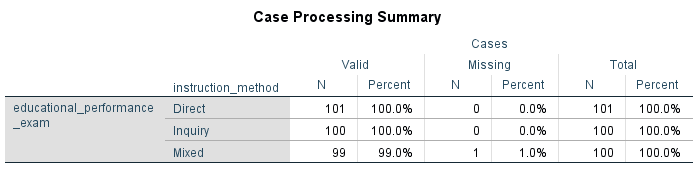 Case Processing Summary
Cases
Valid Missing Total
instruction_method N Percent N Percent N Percent
educational_performance_exam Direct 101 100.0% 0 0.0% 101 100.0%
Inquiry 100 100.0% 0 0.0% 100 100.0%
Mixed 99 99.0% 1 1.0% 100 100.0%